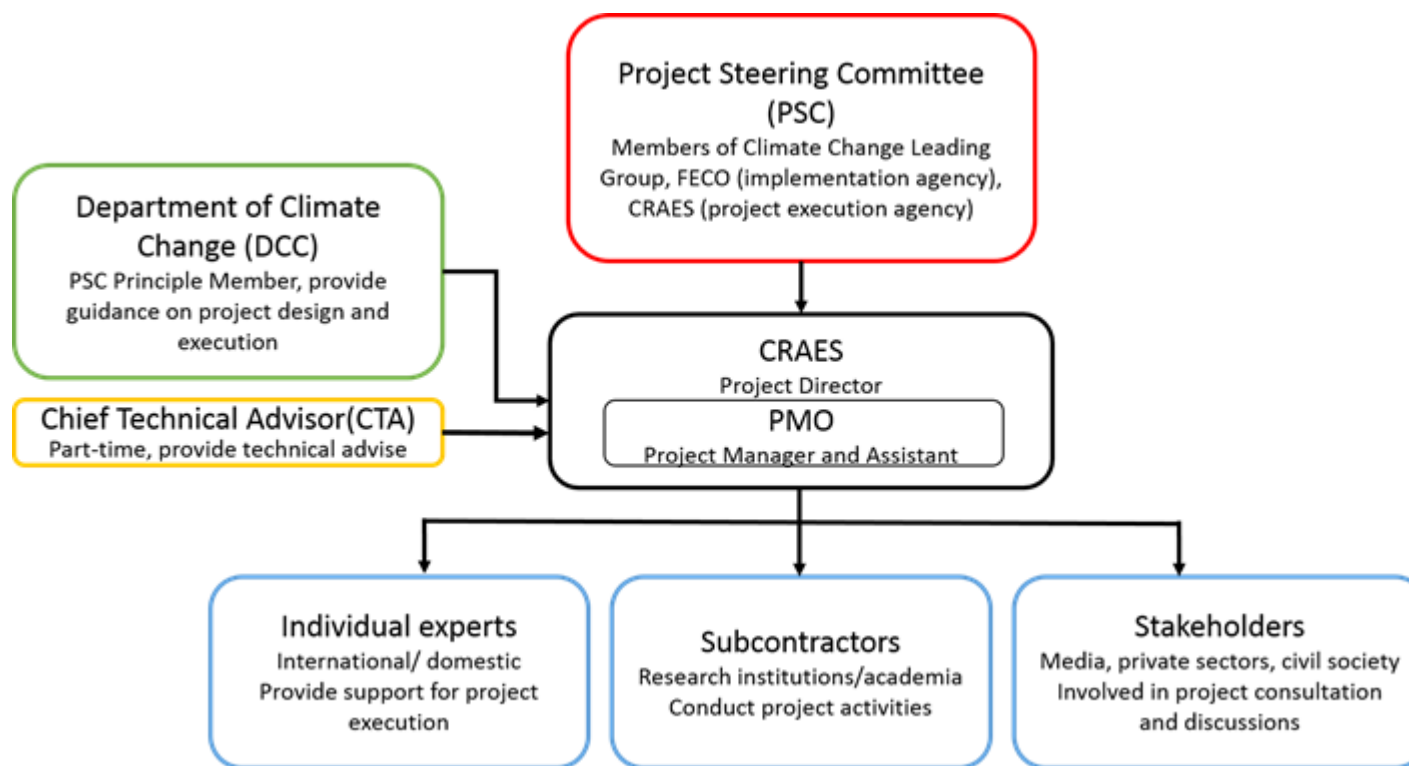 Project Steering Committee
(PSC)
Members of Climate Change Leading
Group, FECO (implementation agency),
CRAES (project execution agency)
Department of Climate
Change (DCC)
PSC Principle Member, provide
guidance on project design and
execution
Chief Technical Advisor(CTA)
Part-time, provide technical advise
CRAES
Project Director
PMO
Project Manager and Assistant
Individual experts
International/ domestic
Provide support for project
execution
Subcontractors
Research institutions/academia
Conduct project activities
Stakeholders
Media, private sectors, civil society
Involved in project consultation
and discussions